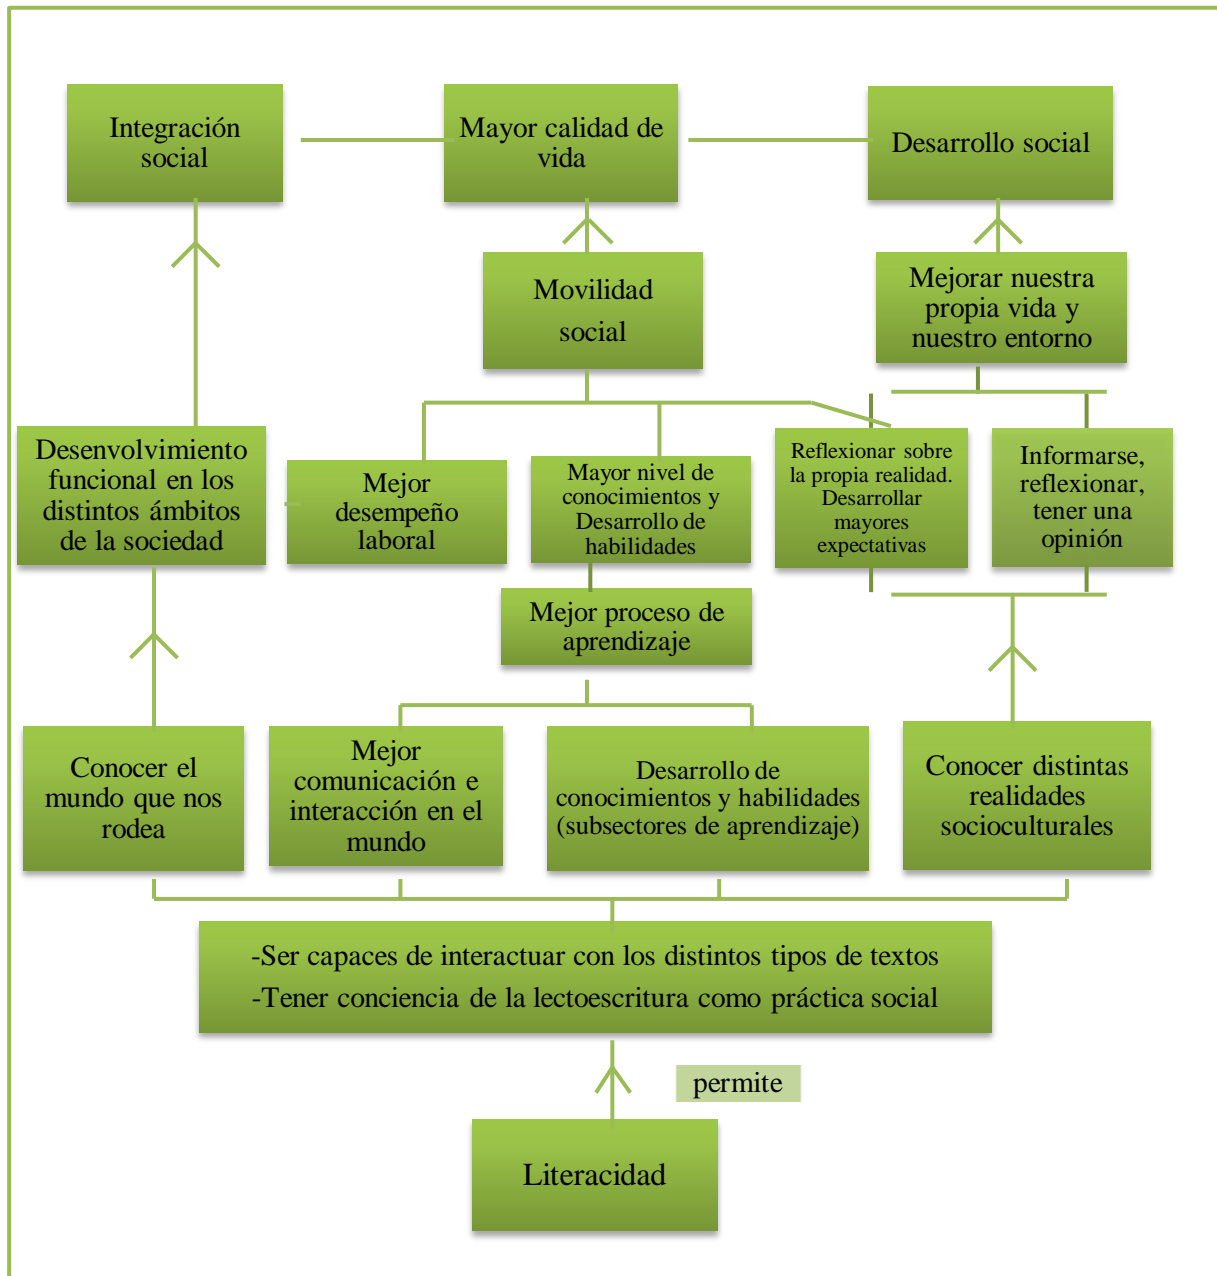 Integración
social
Mayor calidad de
vida
Desarrollo social
Movilidad
social
Mejorar nuestra
propia vida y
nuestro entorno
Desenvolvimiento
funcional en los
distintos ámbitos
de la sociedad
Mejor
desempeño
laboral
Mayor nivel de
conocimientos y
Desarrollo de
habilidades
Reflexionar sobre
la propia realidad.
Desarrollar
mayores
expectativas
Informarse,
reflexionar,
tener una
opinión
Mejor proceso de
aprendizaje
Conocer el
mundo que nos
rodea
Mejor
comunicación e
interacción en el
mundo
Desarrollo de
conocimientos y habilidades
(subsectores de aprendizaje)
Conocer distintas
realidades
socioculturales
-Ser capaces de interactuar con los distintos tipos de textos
-Tener conciencia de la lectoescritura como práctica social
permite
Literacidad